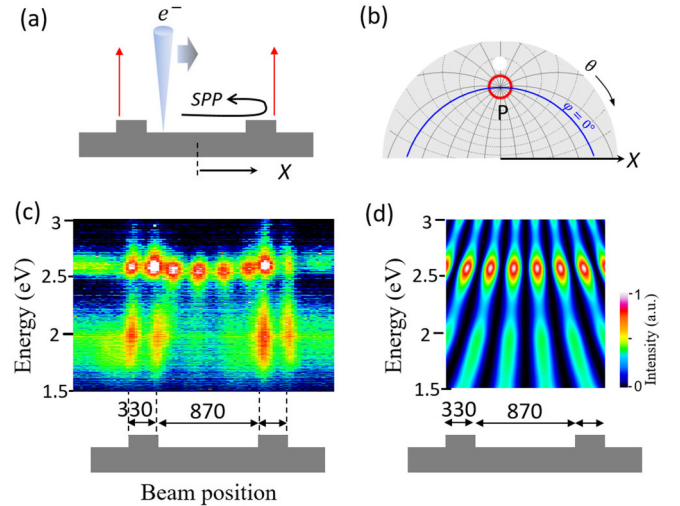 (a)
e⁻
SPP
X
(b)
θ
P
φ = 0°
X
(c)
3
2.5
2
1.5
Energy (eV)
330
870
Beam position
(d)
3
2.5
2
1.5
Energy (eV)
1
0
Intensity (a.u.)
330
870